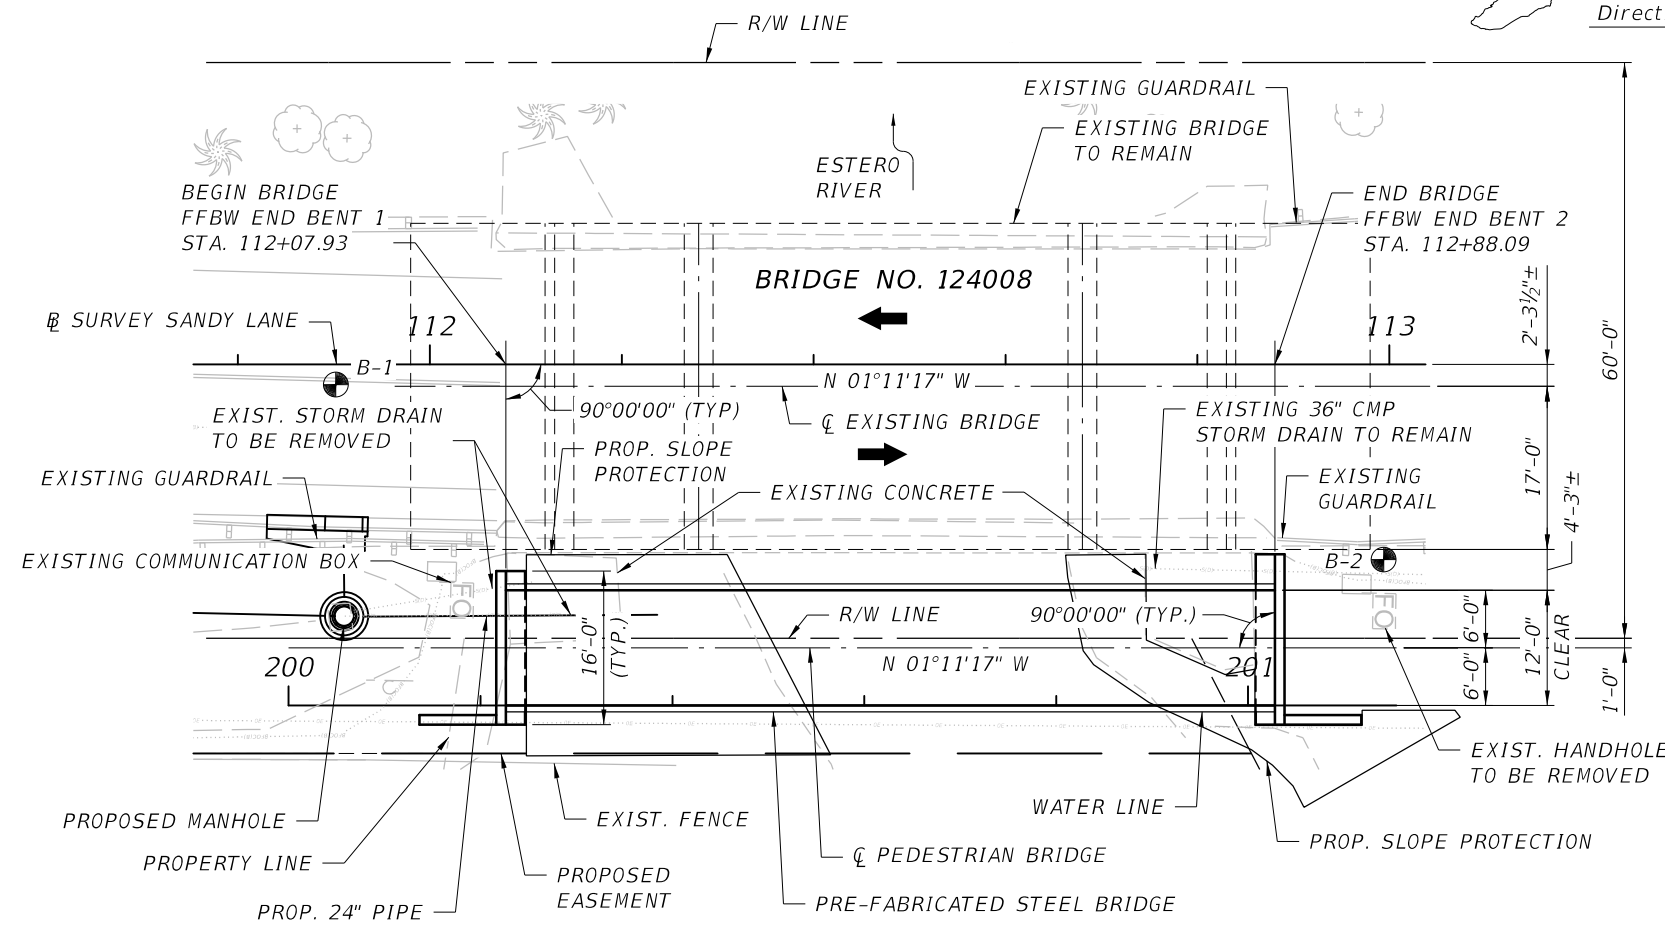 R/W LINE
Direct
EXISTING GUARDRAIL
EXISTING BRIDGE
TO REMAIN
ESTERO
RIVER
BEGIN BRIDGE
FFBW END BENT 1
STA. 112+07.93
END BRIDGE
FFBW END BENT 2
STA. 112+88.09
BRIDGE NO. 124008
2'-3½"±
60'-0"
℄ SURVEY SANDY LANE
112
113
B-1
N 01°11'17" W
90°00'00" (TYP)
℄ EXISTING BRIDGE
EXIST. STORM DRAIN
TO BE REMOVED
EXISTING 36" CMP
STORM DRAIN TO REMAIN
PROP. SLOPE
PROTECTION
17'-0"
EXISTING GUARDRAIL
EXISTING CONCRETE
EXISTING
GUARDRAIL
4'-3"±
EXISTING COMMUNICATION BOX
B-2
FO
FO
R/W LINE
90°00'00" (TYP.)
16'-0"
(TYP.)
6'-0"
6'-0"
12'-0"
CLEAR
1'-0"
200
N 01°11'17" W
201
EXIST. HANDHOLE
TO BE REMOVED
PROPOSED MANHOLE
EXIST. FENCE
WATER LINE
PROPERTY LINE
℄ PEDESTRIAN BRIDGE
PROP. SLOPE PROTECTION
PROPOSED
EASEMENT
PROP. 24" PIPE
PRE-FABRICATED STEEL BRIDGE